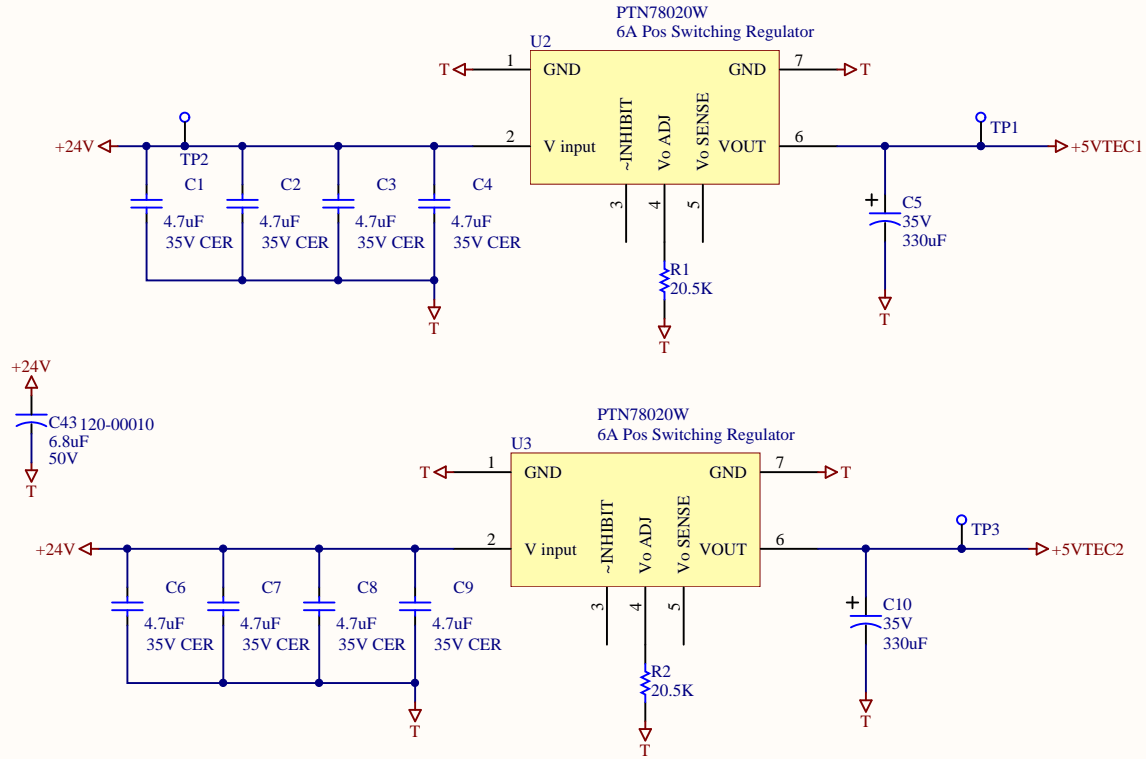 PTN78020W
6A Pos Switching Regulator
U2
T
1
GND
GND
7
T
+24V
TP2
2
V input
~INHIBIT
Vo ADJ
Vo SENSE
VOUT
6
TP1
+5VTEC1
3
4
5
C1
4.7uF
35V CER
C2
4.7uF
35V CER
C3
4.7uF
35V CER
C4
4.7uF
35V CER
T
R1
20.5K
T
C5
35V
330uF
T
+
+24V
C43 120-00010
6.8uF
50V
T
PTN78020W
6A Pos Switching Regulator
U3
T
1
GND
GND
7
T
+24V
2
V input
~INHIBIT
Vo ADJ
Vo SENSE
VOUT
6
TP3
+5VTEC2
3
4
5
C6
4.7uF
35V CER
C7
4.7uF
35V CER
C8
4.7uF
35V CER
C9
4.7uF
35V CER
T
R2
20.5K
T
+
C10
35V
330uF
T